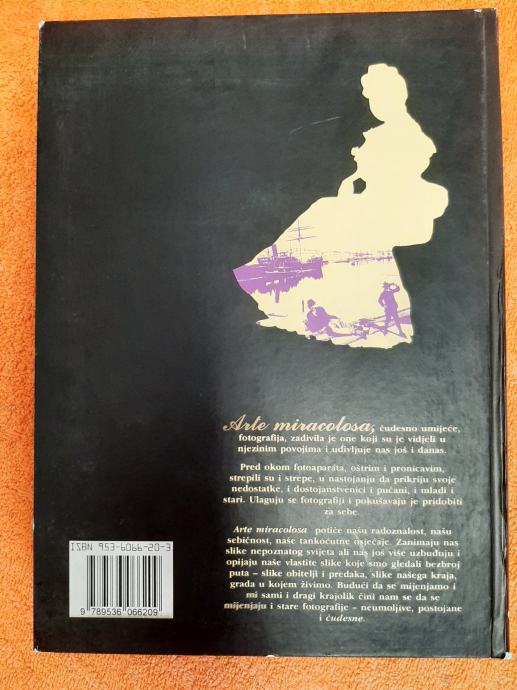 Arte miracolosa, čudesno umijeće,
fotografija, zadivila je one koji su je vidjeli u
njezinim povojima i udivljuje nas još i danas.
Pred okom fotoaparata, oštrim i pronicavim,
strepili su i strepe, u nastojanju da prikriju svoje
nedostatke, i dostojanstvenici i pučani, i mladi i
stari. Ulaguju se fotografiji i pokušavaju je pridobiti
za sebe.
Arte miracolosa potiče našu radoznalost, našu
sebičnost, naše tankoćutne osjećaje. Zanimaju nas
slike nepoznatog svijeta ali nas još više uzbuđuju i
opijaju naše vlastite slike koje smo gledali bezbroj
puta – slike obitelji i predaka, slike našega kraja,
grada u kojem živimo. Budući da se mijenjamo i
mi sami i dragi krajolik čini nam se da se
mijenjaju i stare fotografije – neumoljive, postojane
i čudesne.
ISBN 953-6066-20-3
9 789536 066209